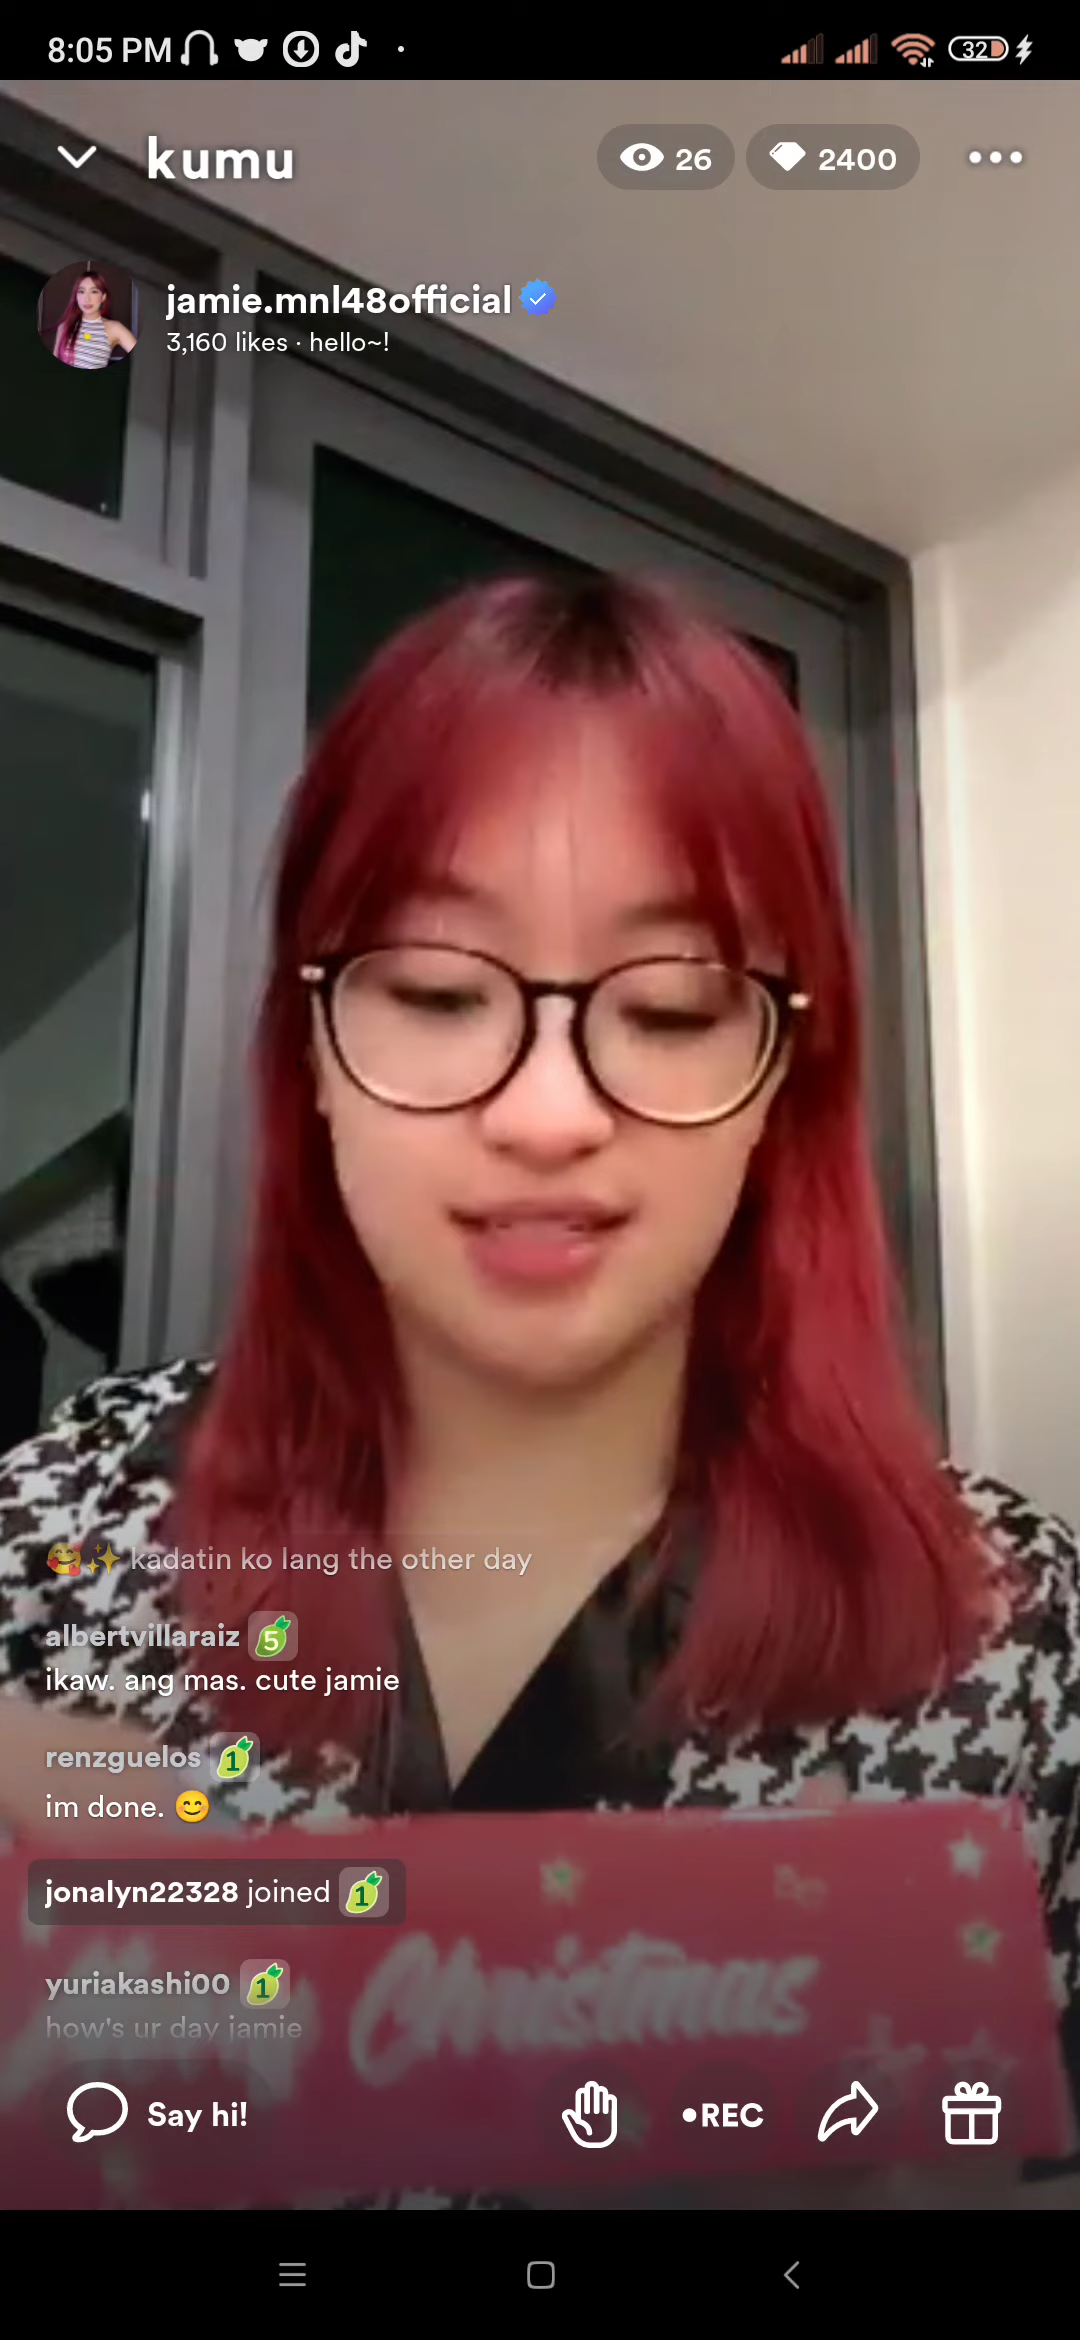 8:05 PM
32
kumu
26
2400
jamie.mnl48official
3,160 likes · hello~!
🥰✨ kadatin ko lang the other day
albertvillaraiz 5
ikaw. ang mas. cute jamie
renzguelos 1
im done. 😊
jonalyn22328 joined 1
yuriakashi00 1
how's ur day jamie
Merry Christmas
Say hi!
•REC